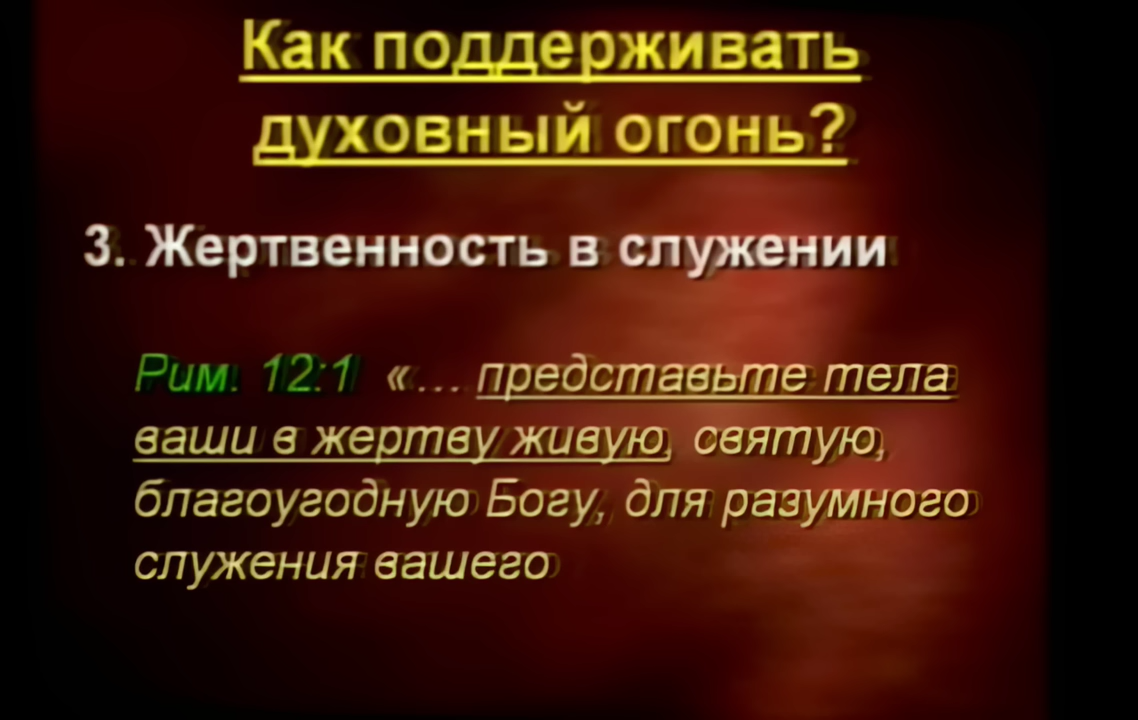 Как поддерживать
духовный огонь?
3. Жертвенность в служении
Рим. 12:1 «… представьте тела
ваши в жертву живую, святую,
благоугодную Богу, для разумного
служения вашего